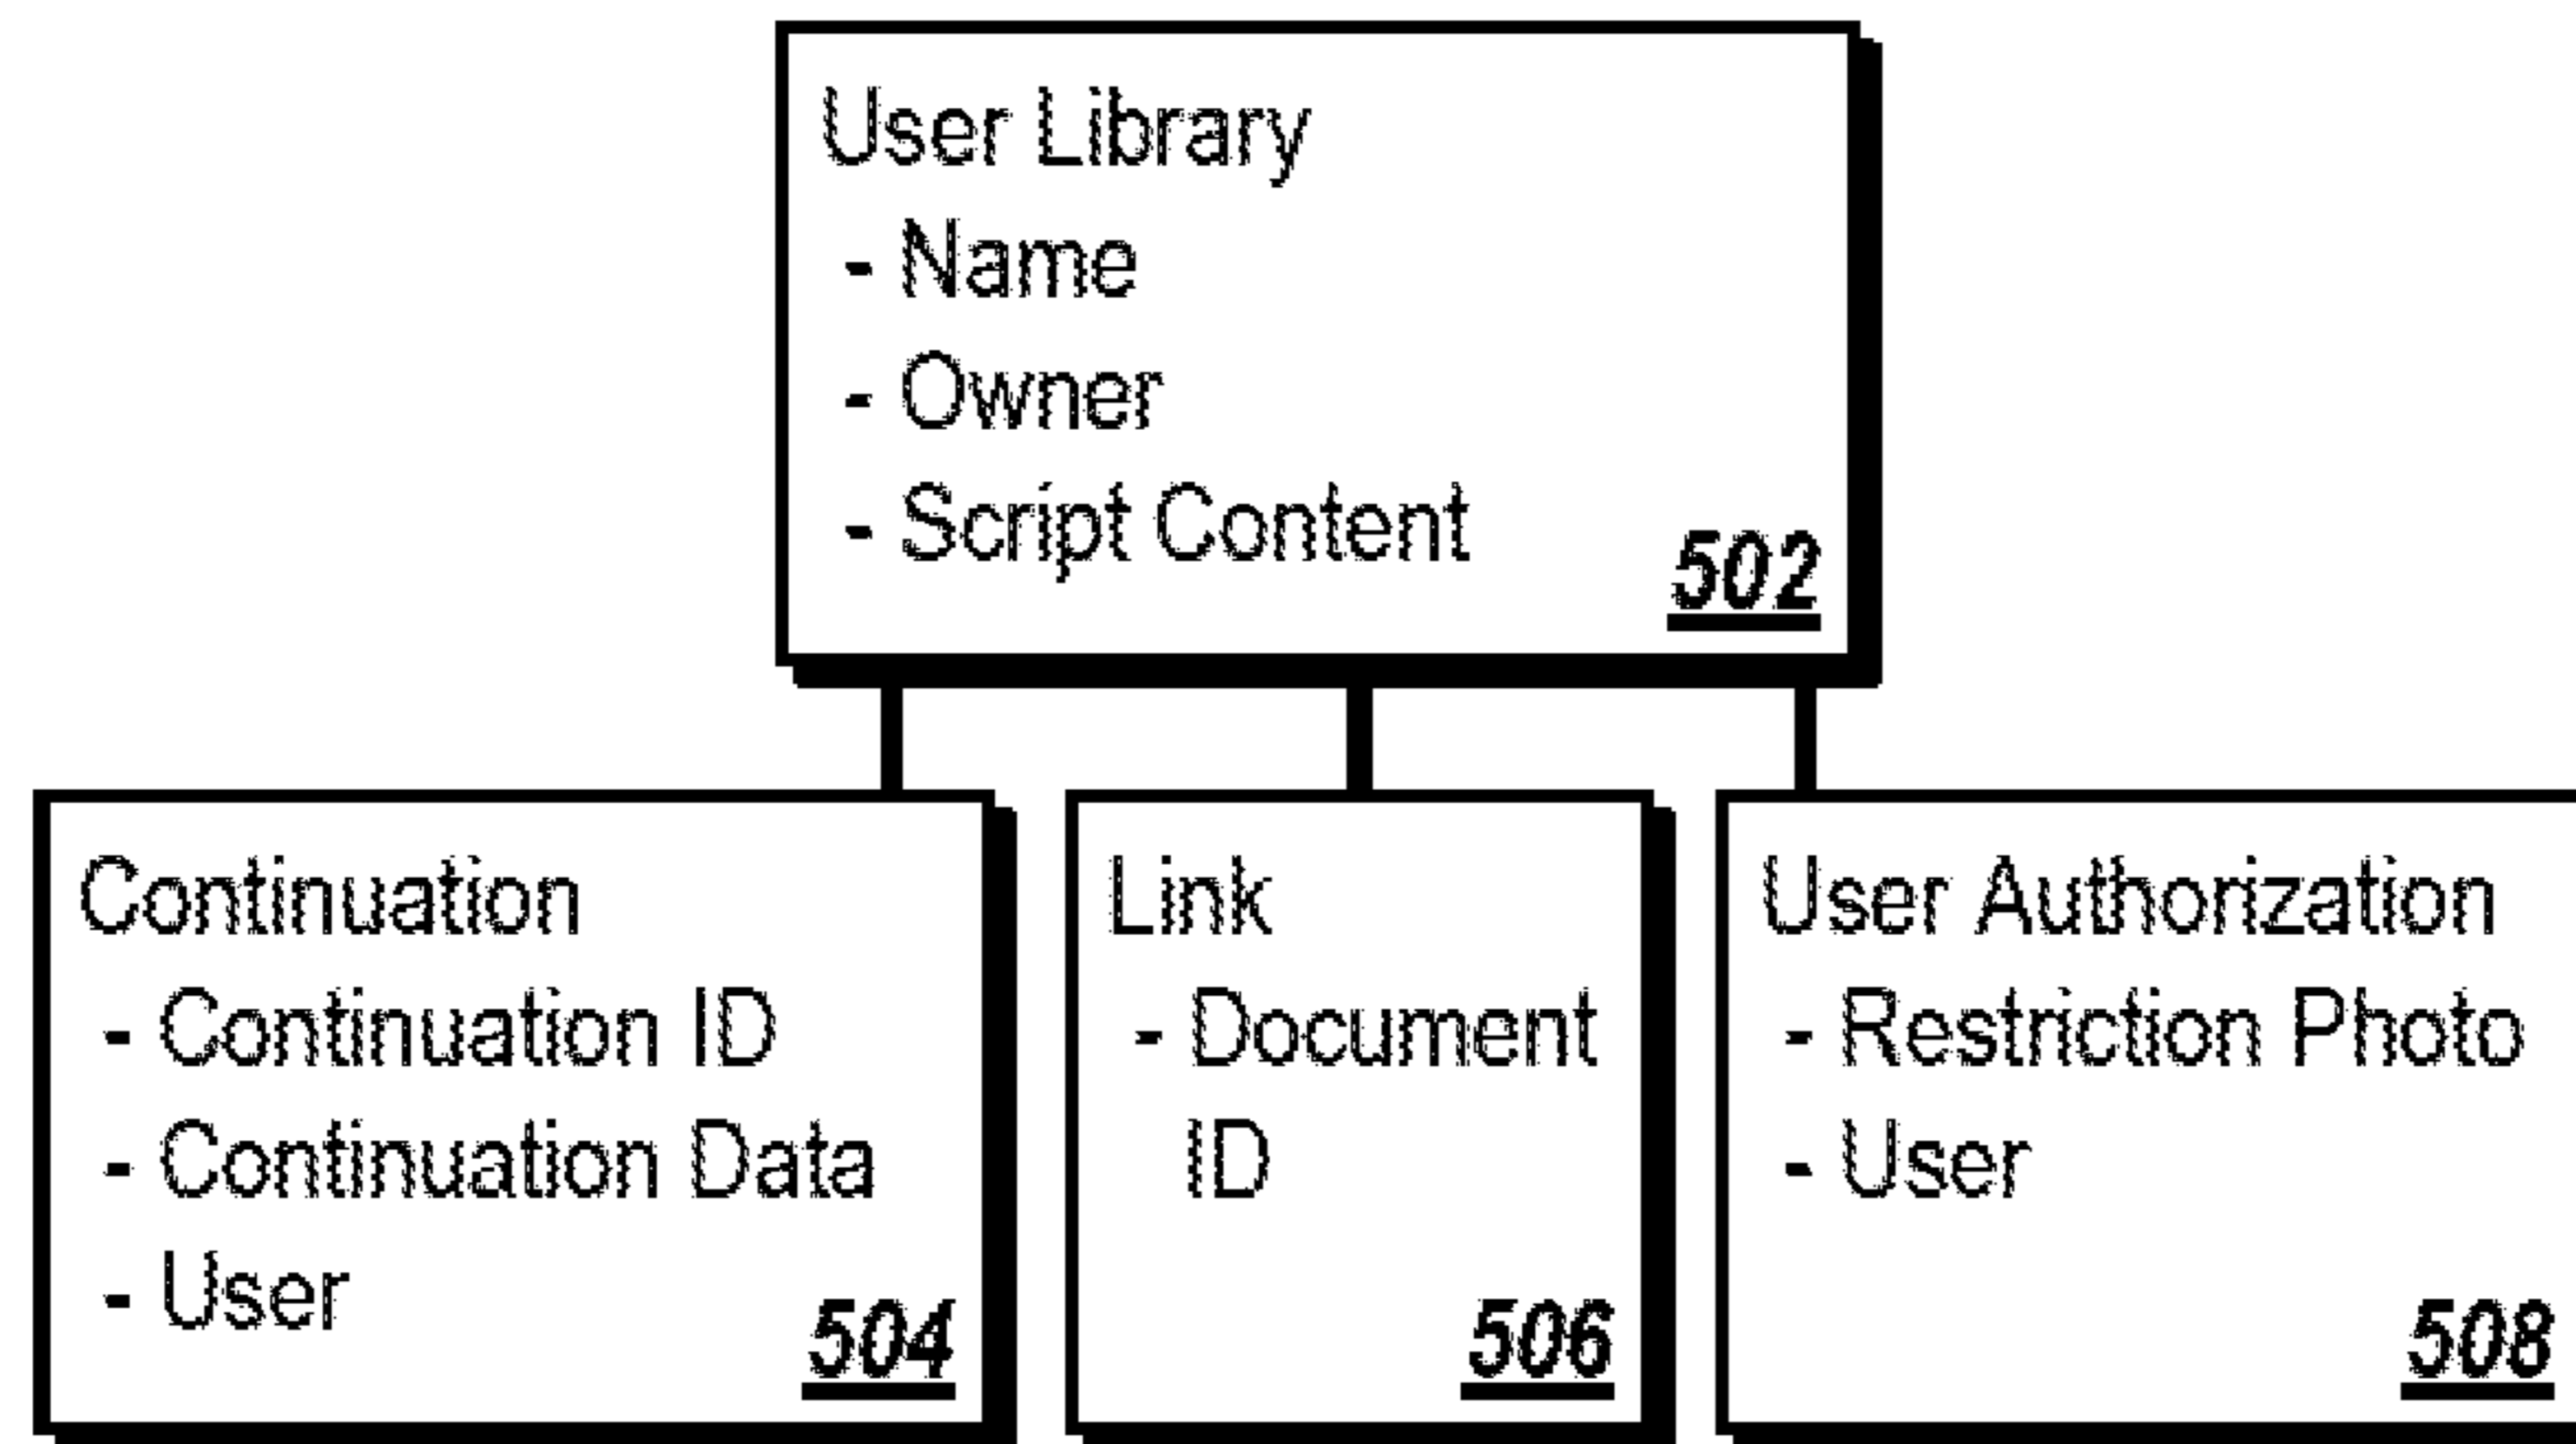 User Library
- Name
- Owner
- Script Content
502
Continuation
- Continuation ID
- Continuation Data
- User
504
Link
- Document
ID
506
User Authorization
- Restriction Photo
- User
508